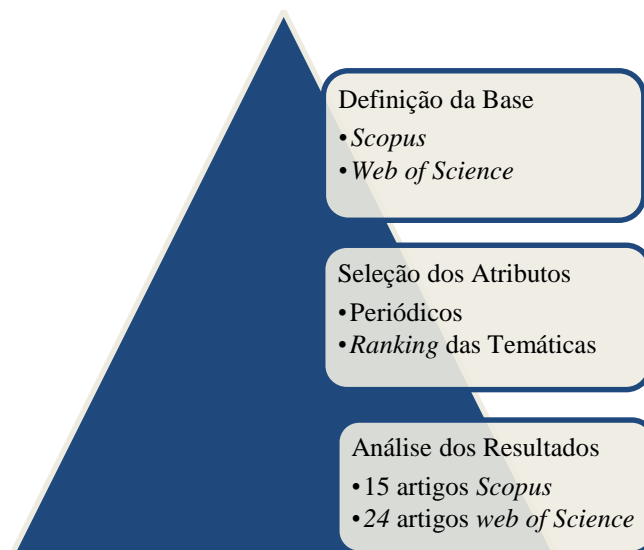 Definição da Base
•Scopus
•Web of Science
Seleção dos Atributos
•Periódicos
•Ranking das Temáticas
Análise dos Resultados
•15 artigos Scopus
•24 artigos web of Science